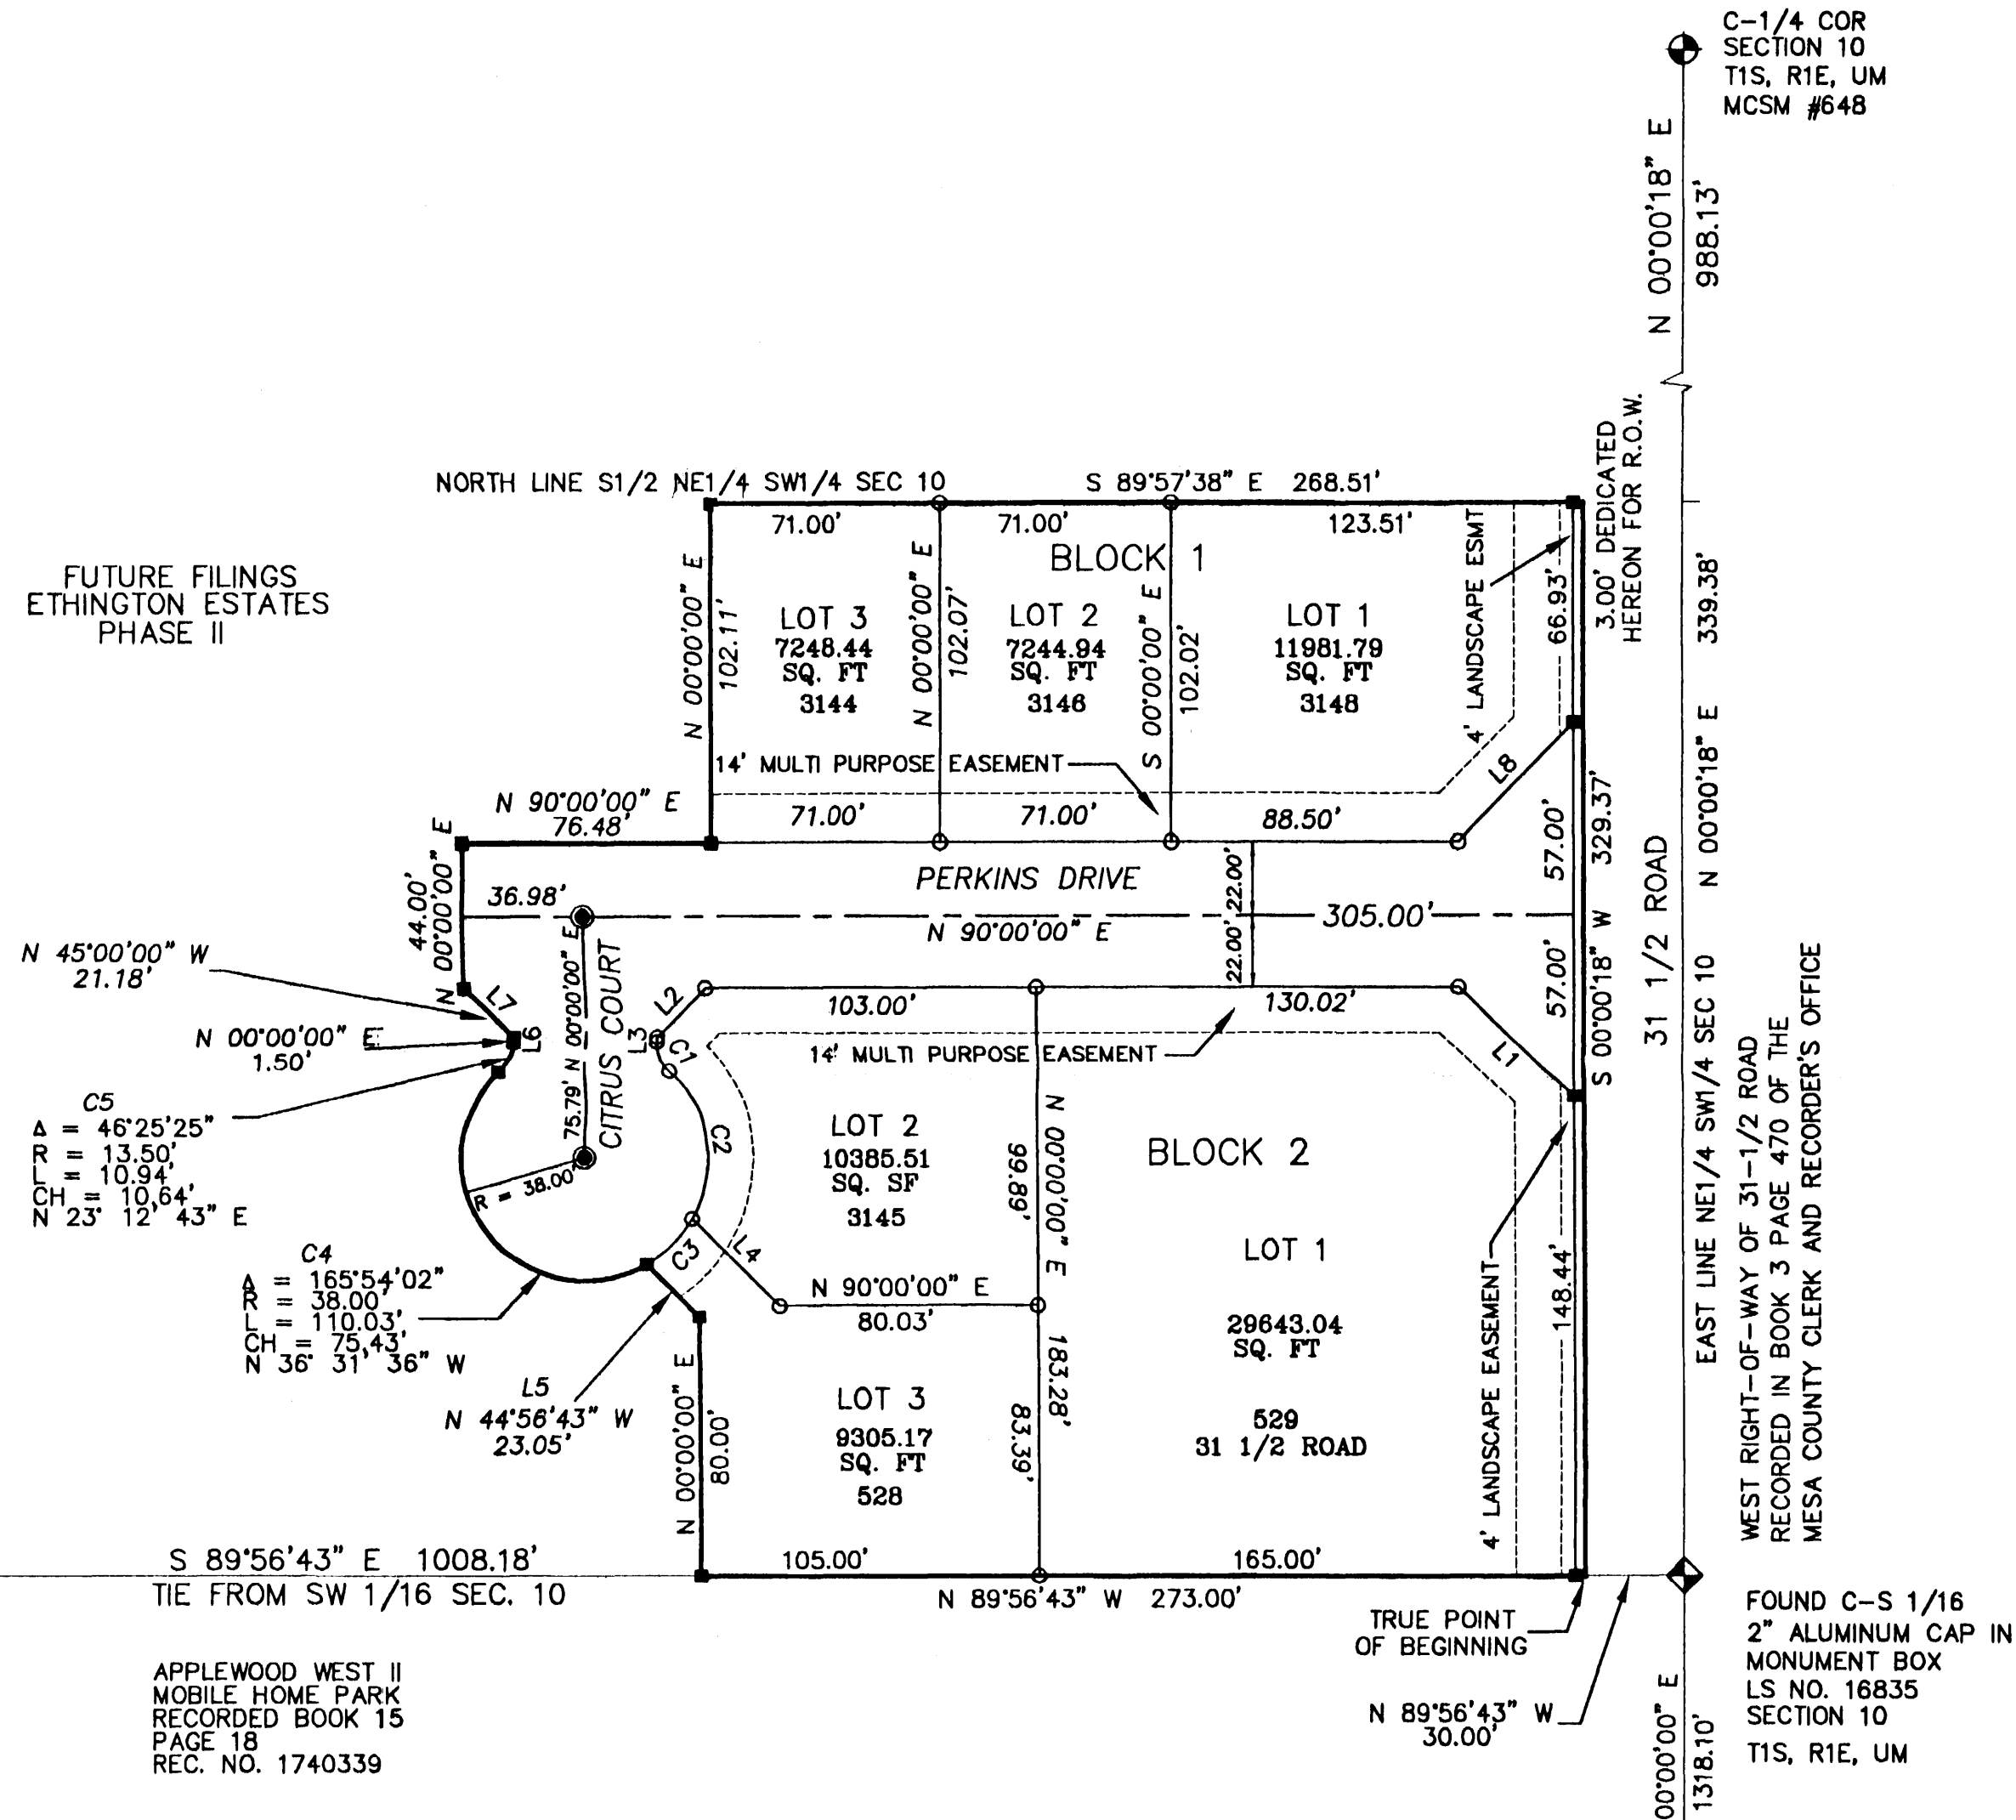 C-1/4 COR
SECTION 10
T1S, R1E, UM
MCSM #648
N 00°00'18" E
988.13'
NORTH LINE S1/2 NE1/4 SW1/4 SEC 10
S 89°57'38" E 268.51'
3.00' DEDICATED
HEREON FOR R.O.W.
71.00'
71.00'
123.51'
BLOCK 1
4' LANDSCAPE ESMT
66.93'
339.38'
FUTURE FILINGS
ETHINGTON ESTATES
PHASE II
N 00°00'00" E
102.11'
LOT 3
7248.44
SQ. FT
3144
N 00°00'00" E
102.07'
LOT 2
7244.94
SQ. FT
3146
S 00°00'00" E
102.02'
LOT 1
11981.79
SQ. FT
3148
14' MULTI PURPOSE EASEMENT
L8
N 90°00'00" E
76.48'
71.00'
71.00'
88.50'
44.00'
N 00°00'00" E
36.98'
PERKINS DRIVE
22.00'
22.00'
305.00'
N 90°00'00" E
57.00'
57.00'
S 00°00'18" W 329.37'
31 1/2 ROAD
N 00°00'18" E
EAST LINE NE1/4 SW1/4 SEC 10
WEST RIGHT-OF-WAY OF 31-1/2 ROAD
RECORDED IN BOOK 3 PAGE 470 OF THE
MESA COUNTY CLERK AND RECORDER'S OFFICE
N 45°00'00" W
21.18'
L7
L6
N 00°00'00" E
1.50'
75.79' N 00°00'00" E
CITRUS COURT
L2
L3
C1
C2
103.00'
130.02'
14' MULTI PURPOSE EASEMENT
L1
C5
Δ = 46°25'25"
R = 13.50'
L = 10.94'
CH = 10.64'
N 23° 12' 43" E
R = 38.00'
LOT 2
10385.51
SQ. SF
3145
99.89'
N 00°00'00" E 183.28'
BLOCK 2
LOT 1
29643.04
SQ. FT
529
31 1/2 ROAD
4' LANDSCAPE EASEMENT
148.44'
C4
Δ = 165°54'02"
R = 38.00'
L = 110.03'
CH = 75.43'
N 36° 31' 36" W
C3
L4
N 90°00'00" E
80.03'
L5
N 44°56'43" W
23.05'
N 00°00'00" E
80.00'
LOT 3
9305.17
SQ. FT
528
83.39'
S 89°56'43" E 1008.18'
TIE FROM SW 1/16 SEC. 10
105.00'
165.00'
N 89°56'43" W 273.00'
TRUE POINT
OF BEGINNING
N 89°56'43" W
30.00'
FOUND C-S 1/16
2" ALUMINUM CAP IN
MONUMENT BOX
LS NO. 16835
SECTION 10
T1S, R1E, UM
00°00'00" E
1318.10'
APPLEWOOD WEST II
MOBILE HOME PARK
RECORDED BOOK 15
PAGE 18
REC. NO. 1740339